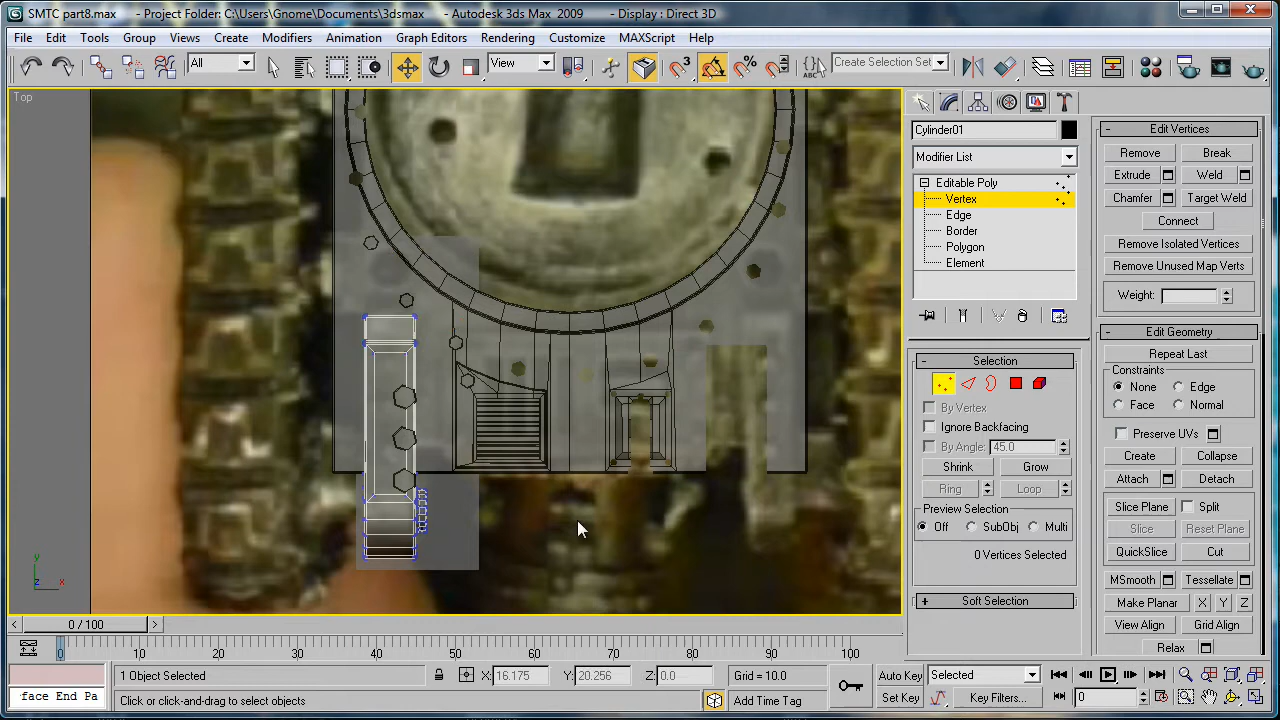 SMTC part8.max - Project Folder: C:\Users\Gnome\Documents\3dsmax - Autodesk 3ds Max 2009 - Display : Direct 3D
File Edit Tools Group Views Create Modifiers Animation Graph Editors Rendering Customize MAXScript Help
All View 3 % Create Selection Set
Top
Cylinder01
Modifier List
Editable Poly
Vertex
Edge
Border
Polygon
Element
- Selection
By Vertex
Ignore Backfacing
By Angle: 45.0
Shrink Grow
Ring Loop
Preview Selection
Off SubObj Multi
0 Vertices Selected
+ Soft Selection
- Edit Vertices
Remove Break
Extrude Weld
Chamfer Target Weld
Connect
Remove Isolated Vertices
Remove Unused Map Verts
Weight:
- Edit Geometry
Repeat Last
Constraints
None Edge
Face Normal
Preserve UVs
Create Collapse
Attach Detach
Slice Plane Split
Slice Reset Plane
QuickSlice Cut
MSmooth Tessellate
Make Planar X Y Z
View Align Grid Align
Relax
y
z x
< 0 / 100 >
0 10 20 30 40 50 60 70 80 90 100
1 Object Selected X: 16.175 Y: 20.256 Z: 0.0 Grid = 10.0 Auto Key Selected
face End Pa Click or click-and-drag to select objects Add Time Tag Set Key Key Filters... 0